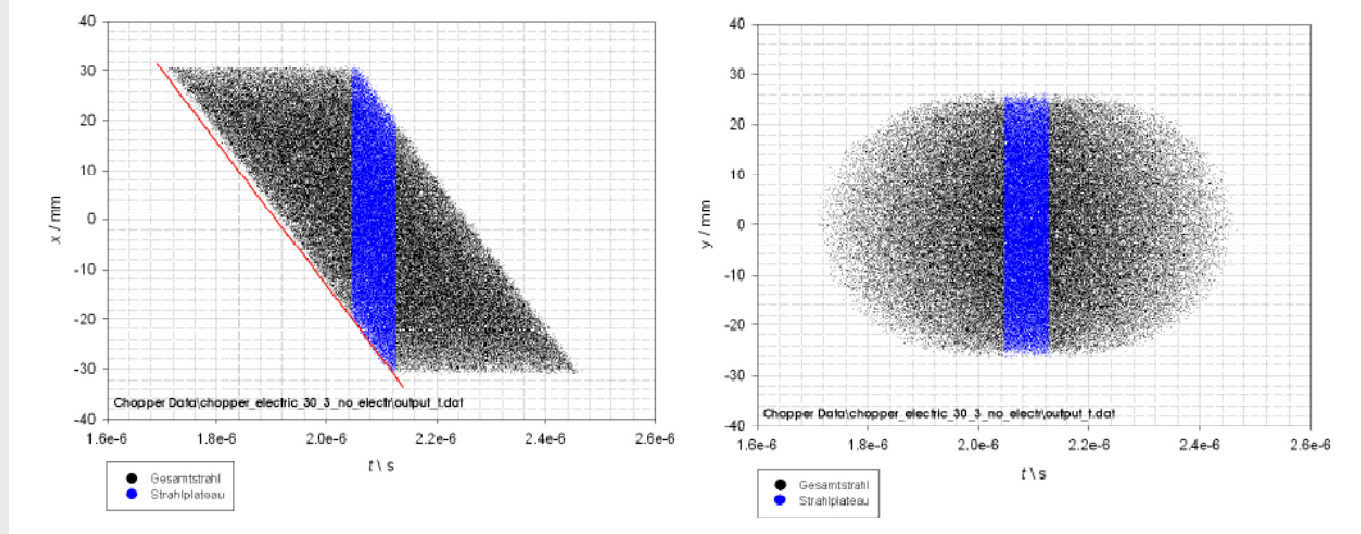 40
30
20
10
0
-10
-20
-30
-40
x / mm
Chopper Data\chopper_electric_30_3_no_electr\output_t.dat
1.6e-6 1.8e-6 2.0e-6 2.2e-6 2.4e-6 2.6e-6
t \ s
Gesamtstrahl
Strahlplateau
40
30
20
10
0
-10
-20
-30
-40
y / mm
Chopper Data\chopper_electric_30_3_no_electr\output_t.dat
1.6e-6 1.8e-6 2.0e-6 2.2e-6 2.4e-6 2.6e-6
t \ s
Gesamtstrahl
Strahlplateau